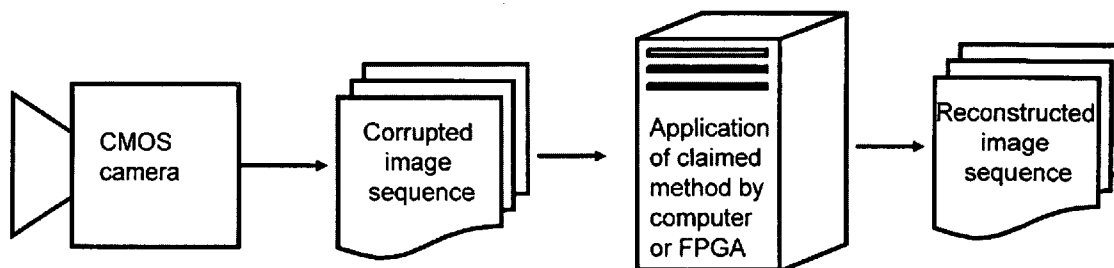 CMOS
camera
Corrupted
image
sequence
Application
of claimed
method by
computer
or FPGA
Reconstructed
image
sequence